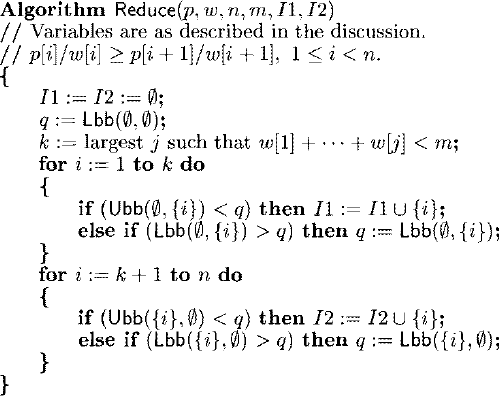 Algorithm Reduce(p, w, n, m, I1, I2)
// Variables are as described in the discussion.
// p[i]/w[i] ≥ p[i + 1]/w[i + 1], 1 ≤ i < n.
{
I1 := I2 := ∅;
q := Lbb(∅, ∅);
k := largest j such that w[1] + ··· + w[j] < m;
for i := 1 to k do
{
if (Ubb(∅, {i}) < q) then I1 := I1 ∪ {i};
else if (Lbb(∅, {i}) > q) then q := Lbb(∅, {i});
}
for i := k + 1 to n do
{
if (Ubb({i}, ∅) < q) then I2 := I2 ∪ {i};
else if (Lbb({i}, ∅) > q) then q := Lbb({i}, ∅);
}
}